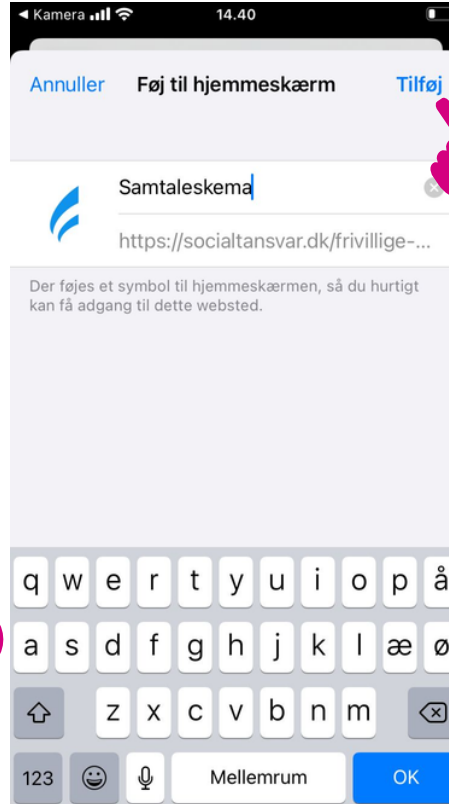 Kamera
14.40
Annuller Føj til hjemmeskærm Tilføj
Samtaleskema
https://socialtansvar.dk/frivillige-...
Der føjes et symbol til hjemmeskærmen, så du hurtigt
kan få adgang til dette websted.
q w e r t y u i o p å
a s d f g h j k l æ ø
z x c v b n m
123 Mellemrum OK